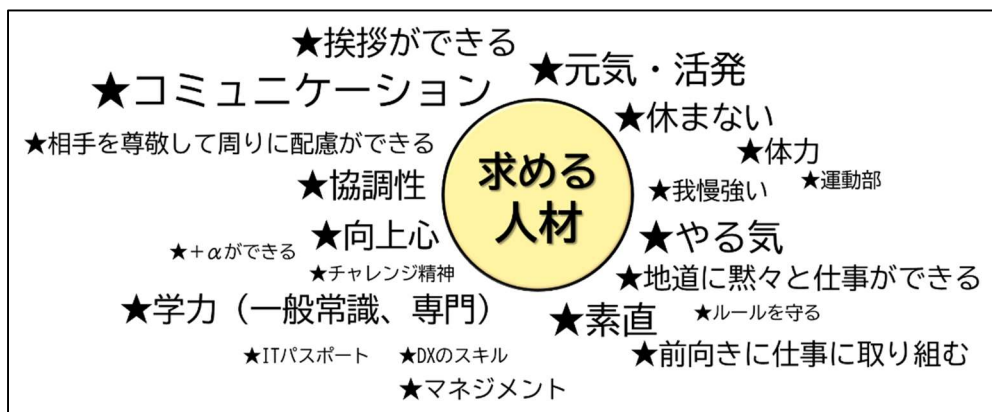 ★挨拶ができる
★元気・活発
★コミュニケーション
★休まない
★相手を尊敬して周りに配慮ができる
★体力
★運動部
★協調性
求める
人材
★我慢強い
★向上心
★やる気
★+αができる
★チャレンジ精神
★地道に黙々と仕事ができる
★学力（一般常識、専門）
★素直
★ルールを守る
★ITパスポート
★DXのスキル
★前向きに仕事に取り組む
★マネジメント